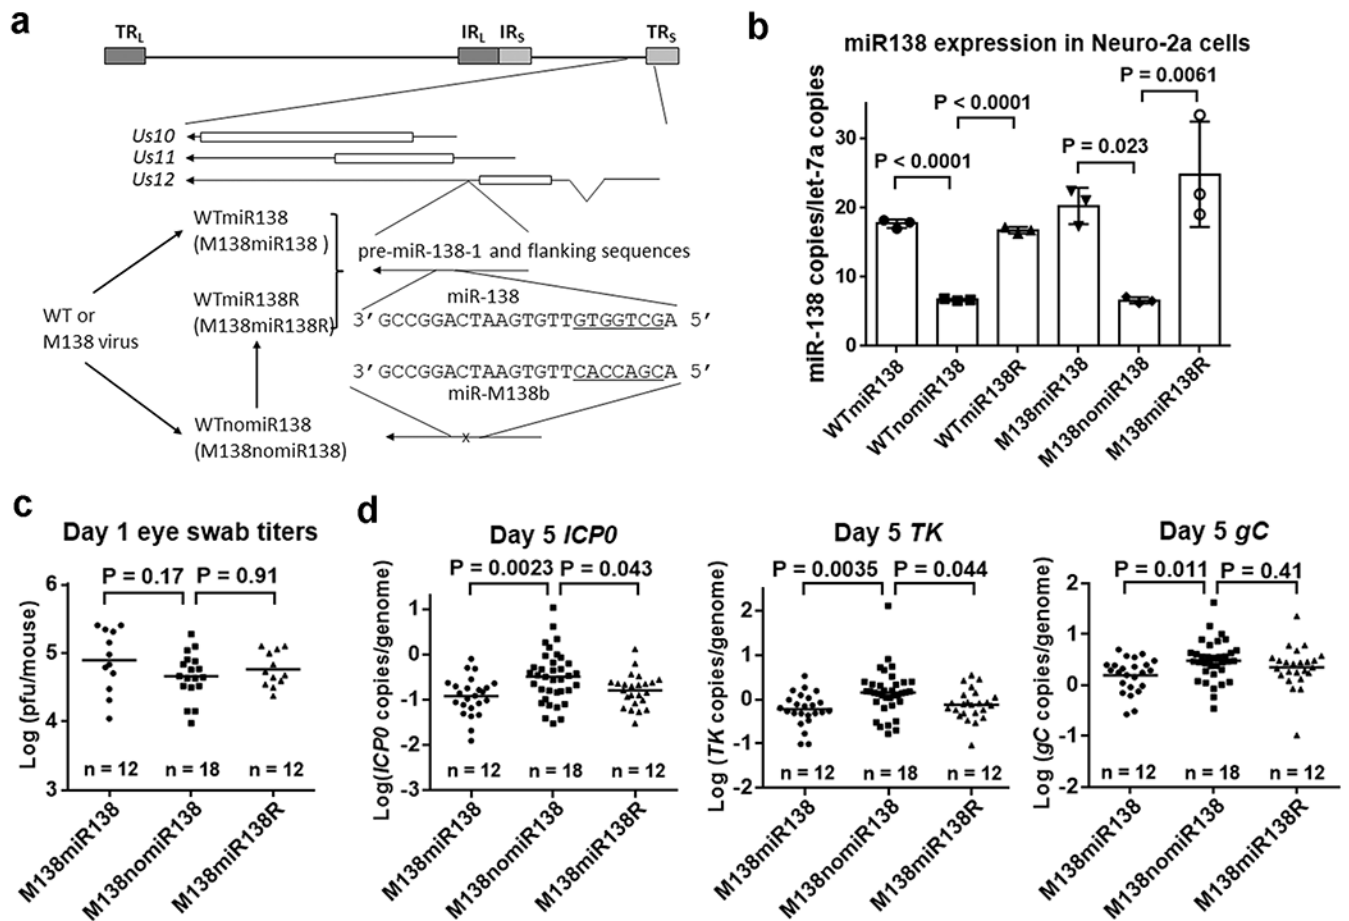 a
TRL
IRL IRS
TRS
Us10
Us11
Us12
WTmiR138
(M138miR138 )
pre-miR-138-1 and flanking sequences
WTmiR138R
(M138miR138R)
miR-138
3’ GCCGGACTAAGTGTTGTGGTCGA 5’
WT or
M138 virus
3’ GCCGGACTAAGTGTTCACCAGCA 5’
miR-M138b
WTnomiR138
(M138nomiR138)
x
b
miR138 expression in Neuro-2a cells
miR-138 copies/let-7a copies
P < 0.0001
P < 0.0001
P = 0.023
P = 0.0061
30
20
10
0
WTmiR138
WTnomiR138
WTmiR138R
M138miR138
M138nomiR138
M138miR138R
c
Day 1 eye swab titers
P = 0.17
P = 0.91
Log (pfu/mouse)
6
5
4
3
n = 12
n = 18
n = 12
M138miR138
M138nomiR138
M138miR138R
d
Day 5 ICP0
P = 0.0023
P = 0.043
Log(ICP0 copies/genome)
1
0
-1
-2
-3
n = 12
n = 18
n = 12
M138miR138
M138nomiR138
M138miR138R
Day 5 TK
P = 0.0035
P = 0.044
Log (TK copies/genome)
2
1
0
-1
-2
n = 12
n = 18
n = 12
M138miR138
M138nomiR138
M138miR138R
Day 5 gC
P = 0.011
P = 0.41
Log (gC copies/genome)
2
1
0
-1
-2
n = 12
n = 18
n = 12
M138miR138
M138nomiR138
M138miR138R